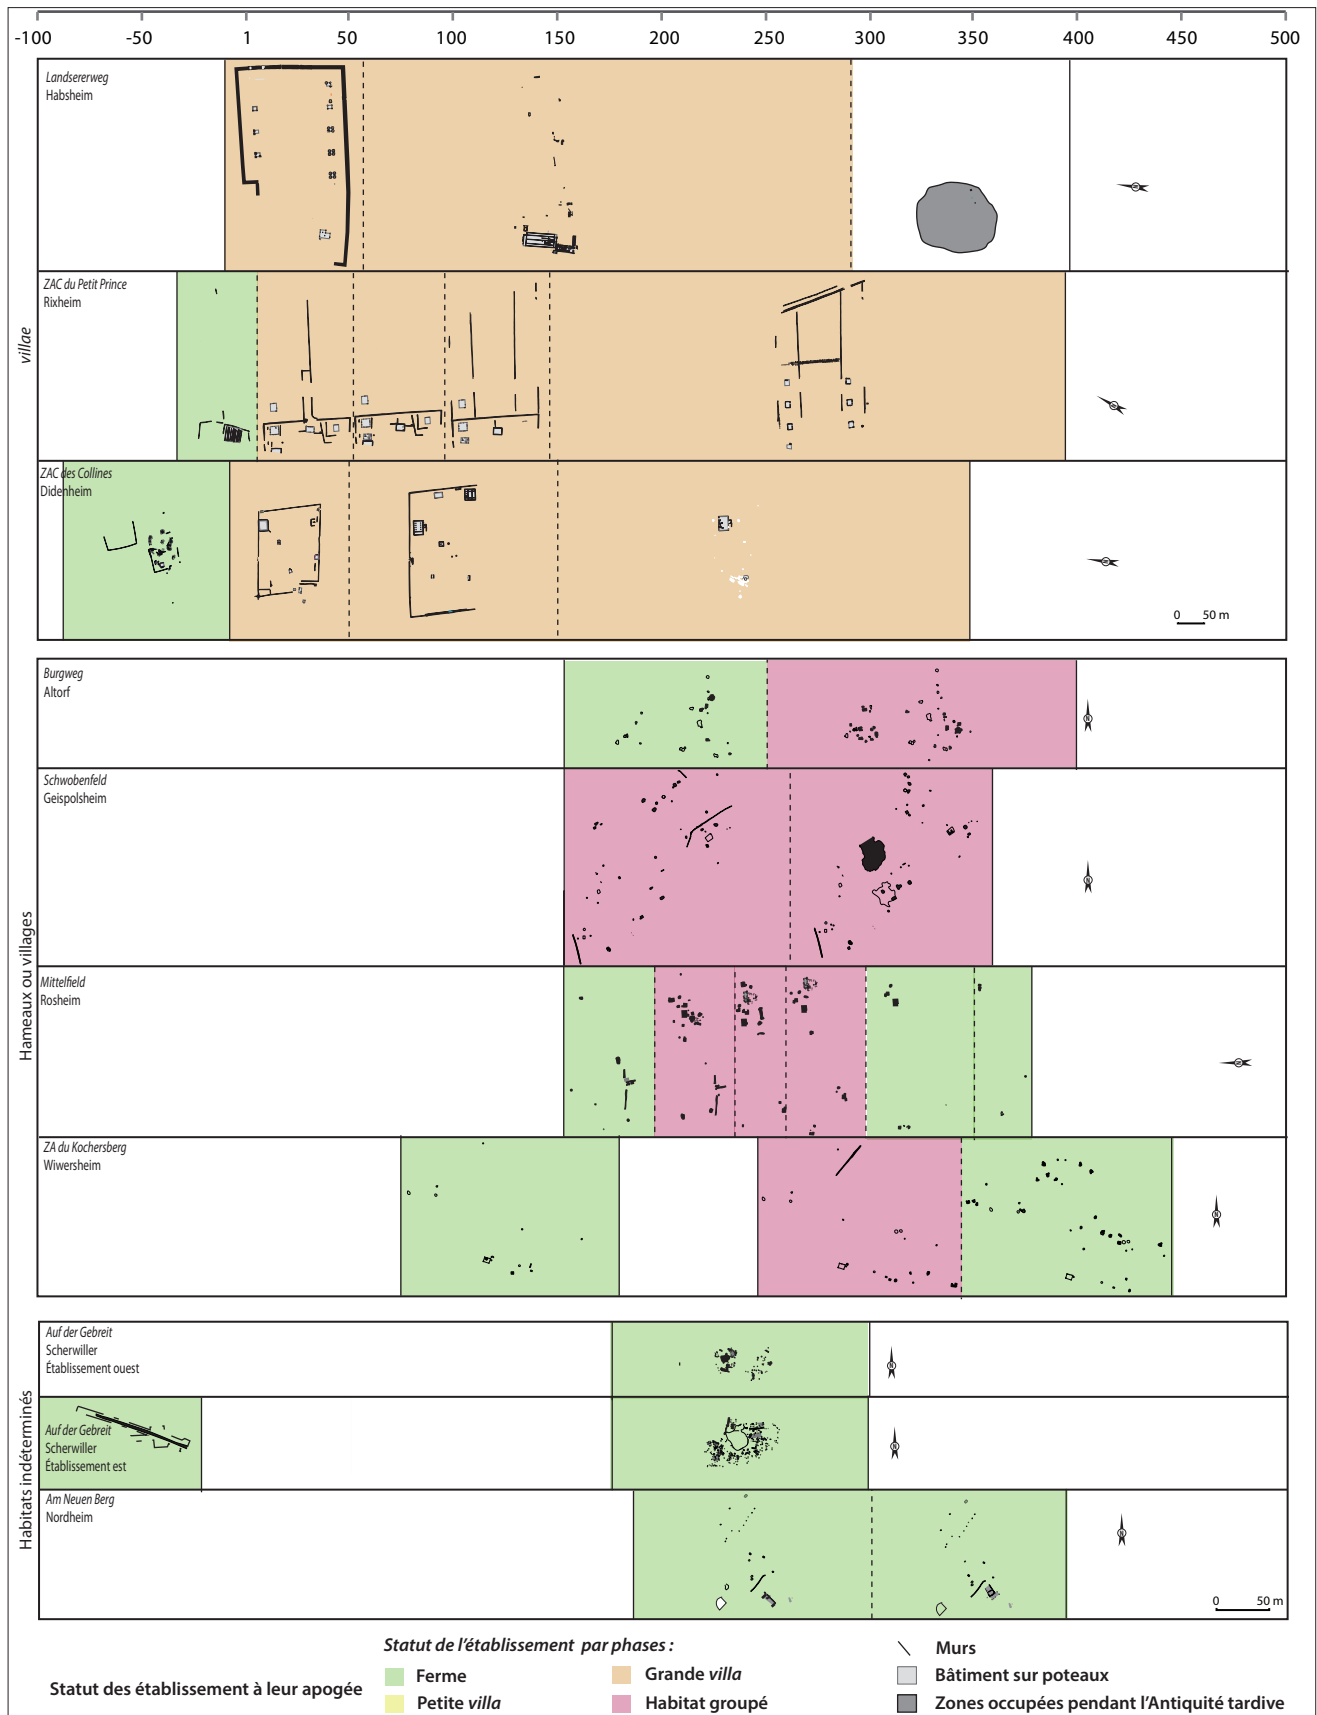 -100 -50 1 50 100 150 200 250 300 350 400 450 500
villae
Landsererweg
Habsheim
ZAC du Petit Prince
Rixheim
ZAC des Collines
Didenheim
0 50 m
Hameaux ou villages
Burgweg
Altorf
N
Schwobenfeld
Geispolsheim
N
Mittelfield
Rosheim
N
ZA du Kochersberg
Wiwersheim
N
Habitats indéterminés
Auf der Gebreit
Scherwiller
Établissement ouest
N
Auf der Gebreit
Scherwiller
Établissement est
N
Am Neuen Berg
Nordheim
N
0 50 m
Statut des établissement à leur apogée
Statut de l'établissement par phases :
Ferme
Petite villa
Grande villa
Habitat groupé
Murs
Bâtiment sur poteaux
Zones occupées pendant l'Antiquité tardive